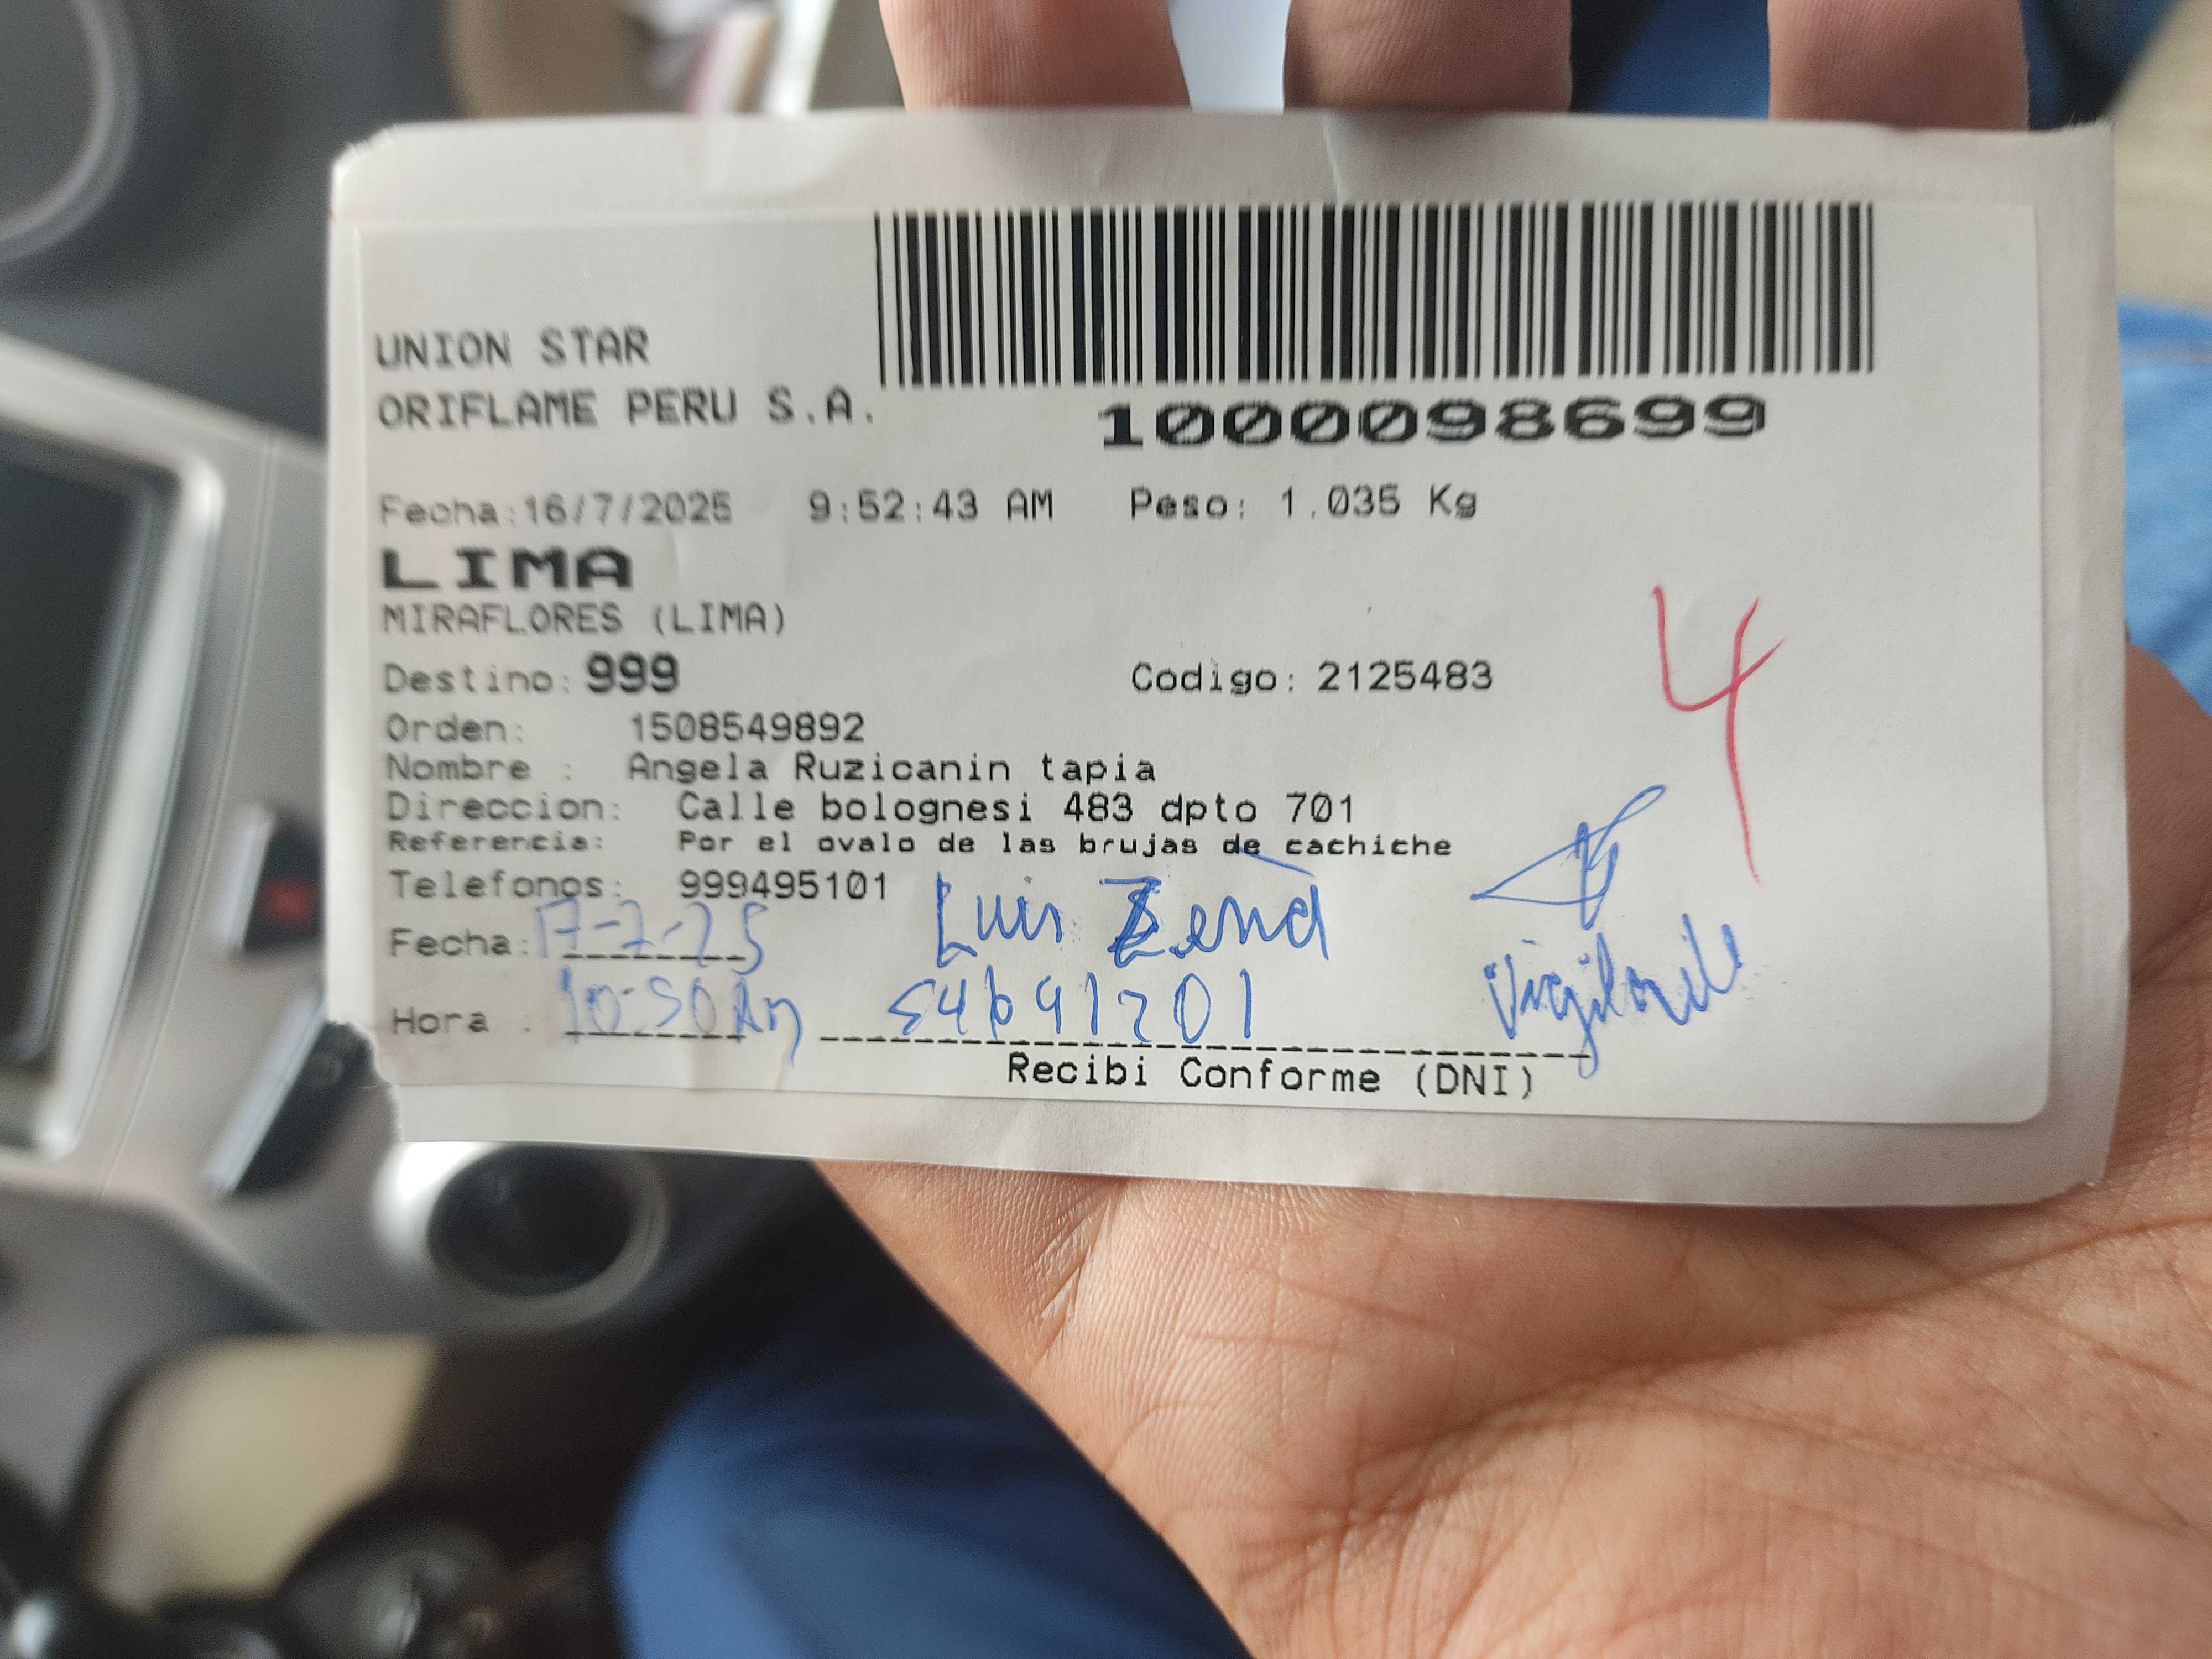 UNION STAR
ORIFLAME PERU S.A.
1000098699
Fecha:16/7/2025 9:52:43 AM Peso: 1.035 Kg
LIMA
MIRAFLORES (LIMA)
Destino: 999 Codigo: 2125483
4
Orden: 1508549892
Nombre : Angela Ruzicanin tapia
Direccion: Calle bolognesi 483 dpto 701
Referencia: Por el ovalo de las brujas de cachiche
Telefonos: 999495101
Fecha: 17-7-25 Luis
Hora : 10:50 Am Vigilante
Recibi Conforme (DNI)